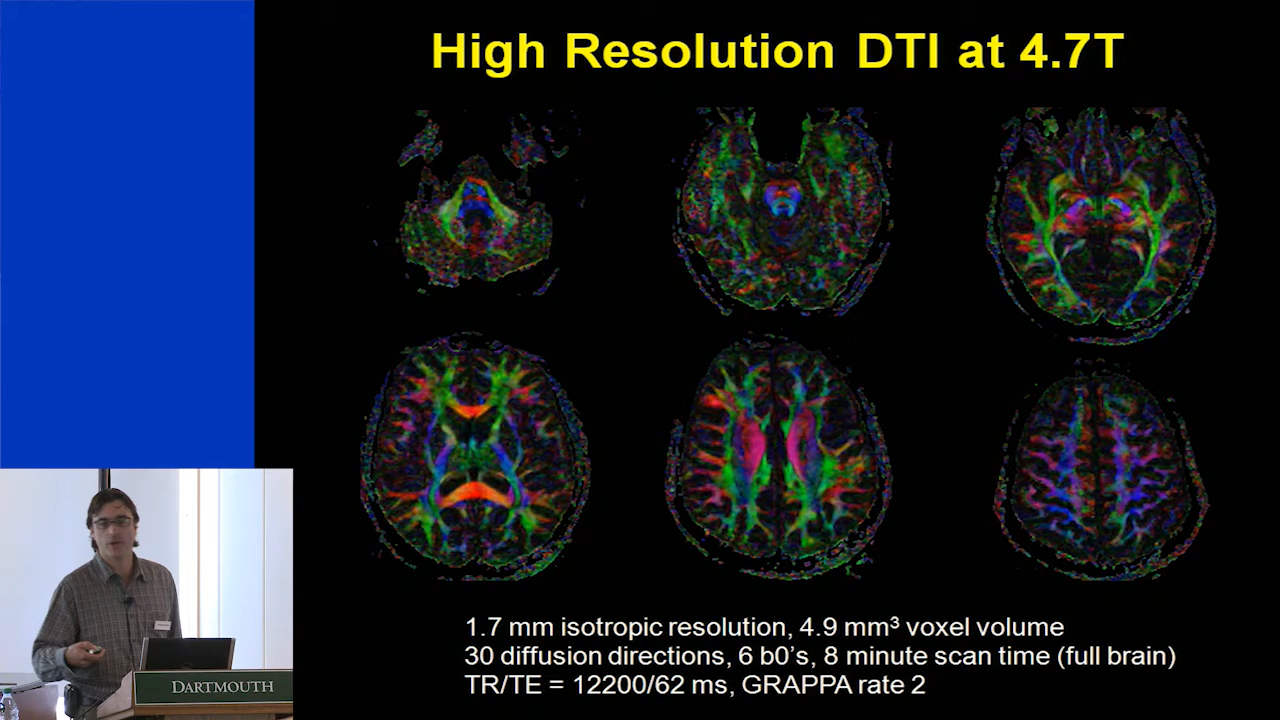 High Resolution DTI at 4.7T
1.7 mm isotropic resolution, 4.9 mm³ voxel volume
30 diffusion directions, 6 b0’s, 8 minute scan time (full brain)
TR/TE = 12200/62 ms, GRAPPA rate 2
DARTMOUTH